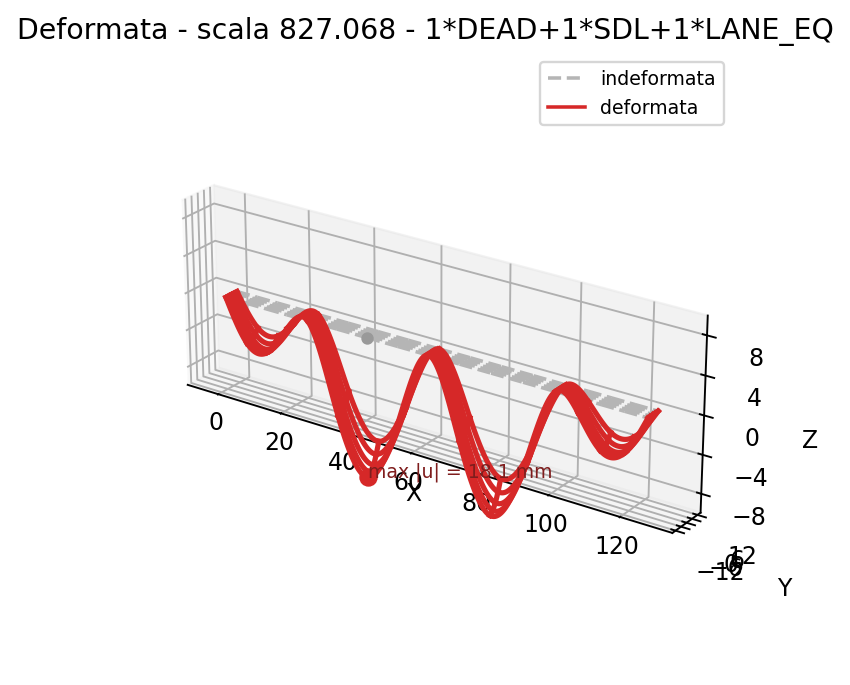 Deformata - scala 827.068 - 1*DEAD+1*SDL+1*LANE_EQ
indeformata
deformata
8
4
0
−4
−8
Z
0
20
40
60
80
100
120
X
max |u| = 18.1 mm
12
−12
Y